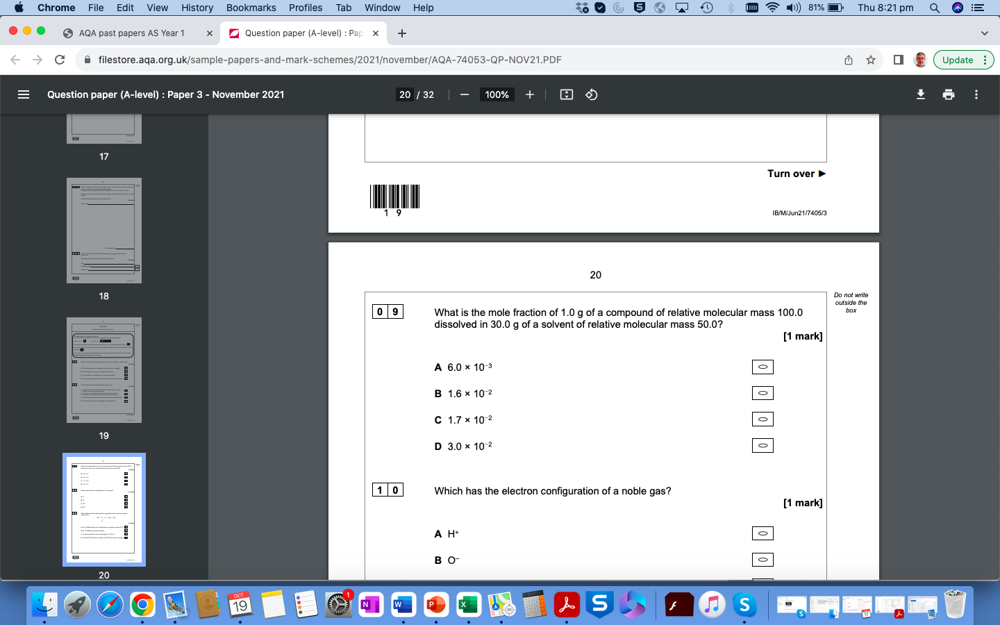 Chrome File Edit View History Bookmarks Profiles Tab Window Help 81% Thu 8:21 pm
AQA past papers AS Year 1
Question paper (A-level) : Pap
filestore.aqa.org.uk/sample-papers-and-mark-schemes/2021/november/AQA-74053-QP-NOV21.PDF
Update
Question paper (A-level) : Paper 3 - November 2021
20 / 32
100%
17
18
19
20
Turn over
1 9
IB/M/Jun21/7405/3
20
Do not write
outside the
box
0 9
What is the mole fraction of 1.0 g of a compound of relative molecular mass 100.0
dissolved in 30.0 g of a solvent of relative molecular mass 50.0?
[1 mark]
A 6.0 × 10⁻³
B 1.6 × 10⁻²
C 1.7 × 10⁻²
D 3.0 × 10⁻²
1 0
Which has the electron configuration of a noble gas?
[1 mark]
A H⁺
B O⁻
OCT
19
1